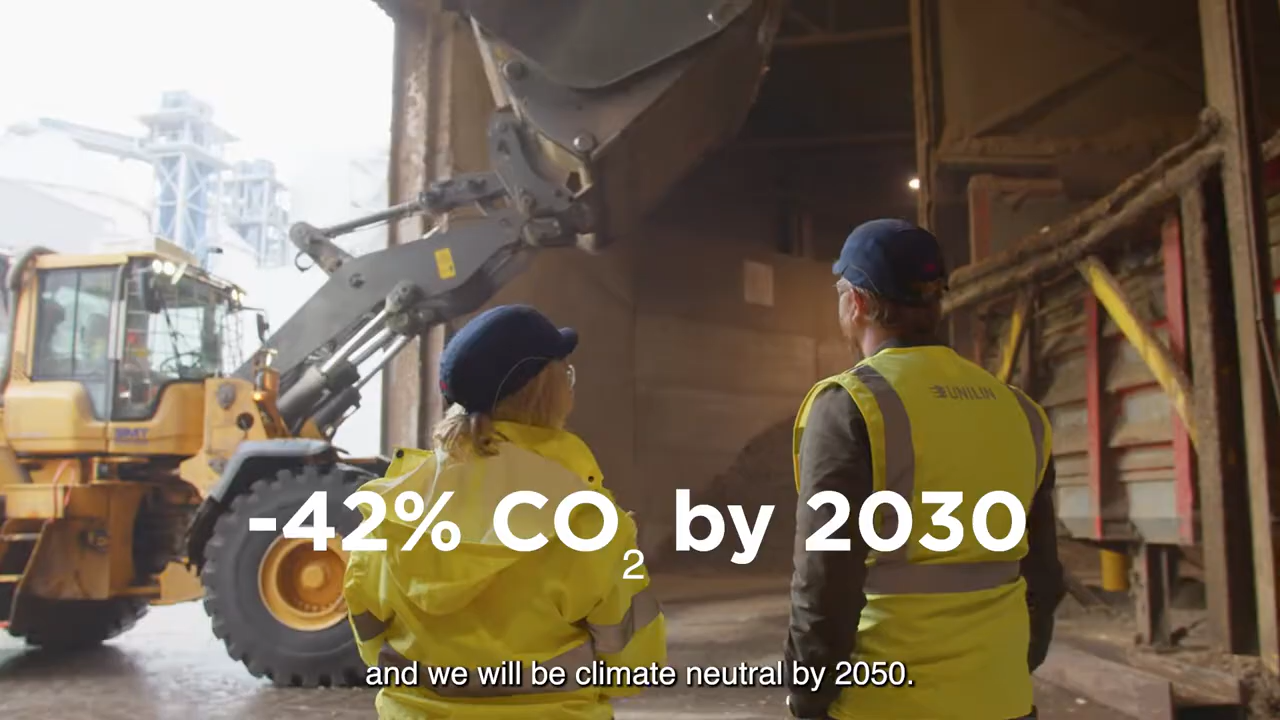 UNILIN
-42% CO₂ by 2030
and we will be climate neutral by 2050.